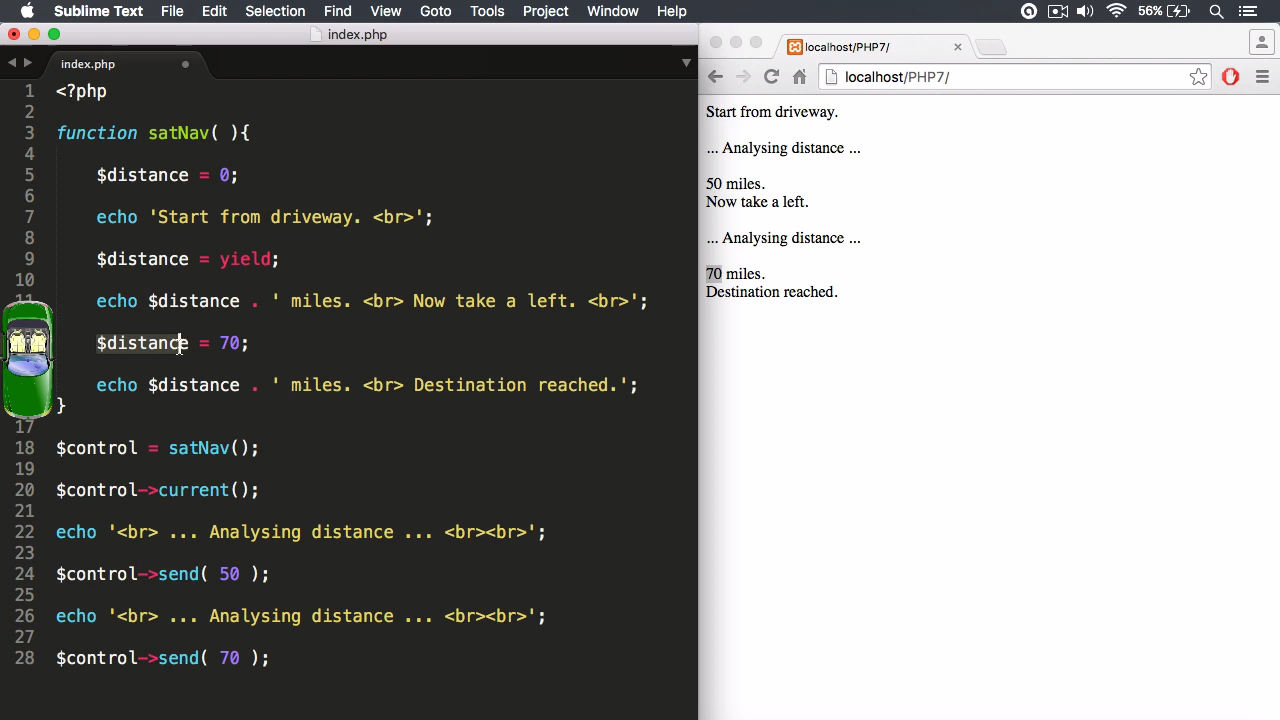 Sublime Text File Edit Selection Find View Goto Tools Project Window Help 56%
index.php
index.php
1 <?php
2
3 function satNav( ){
4
5 $distance = 0;
6
7 echo 'Start from driveway. <br>';
8
9 $distance = yield;
10
11 echo $distance . ' miles. <br> Now take a left. <br>';
$distance = 70;
echo $distance . ' miles. <br> Destination reached.';
}
17
18 $control = satNav();
19
20 $control->current();
21
22 echo '<br> ... Analysing distance ... <br><br>';
23
24 $control->send( 50 );
25
26 echo '<br> ... Analysing distance ... <br><br>';
27
28 $control->send( 70 );
localhost/PHP7/
localhost/PHP7/
Start from driveway.
... Analysing distance ...
50 miles.
Now take a left.
... Analysing distance ...
70 miles.
Destination reached.